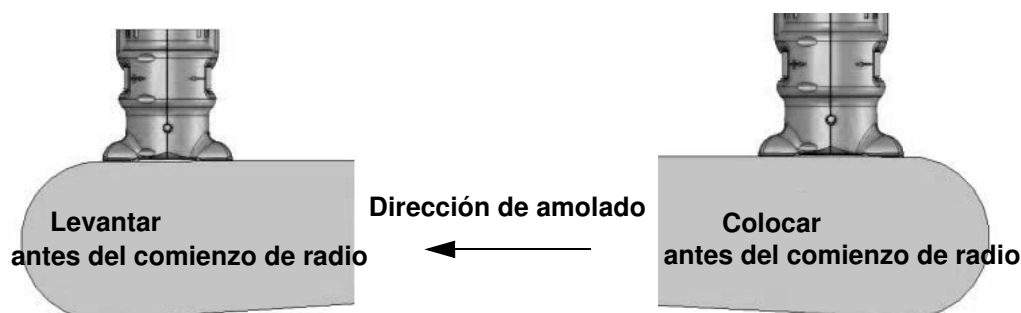 Levantar
antes del comienzo de radio
Dirección de amolado
Colocar
antes del comienzo de radio